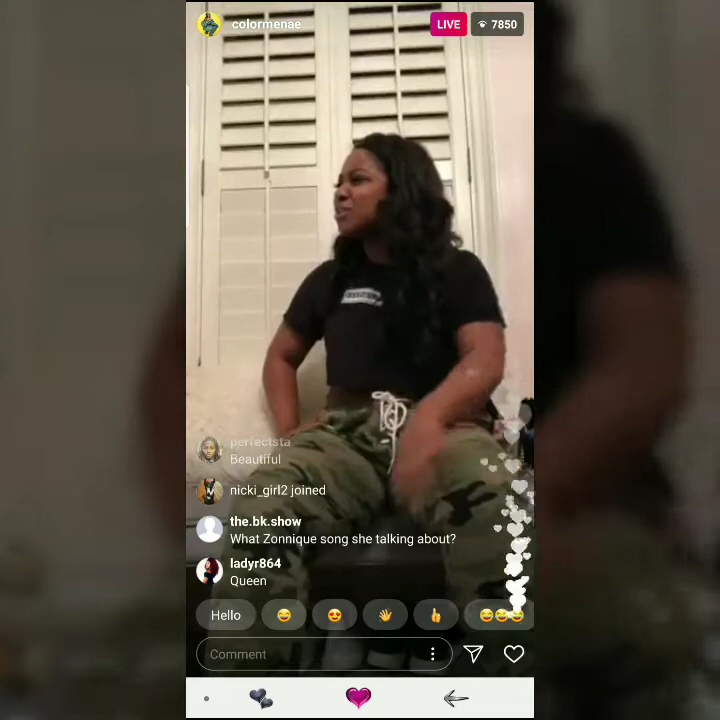 colormenae
LIVE
7850
perfectsta
Beautiful
nicki_girl2 joined
the.bk.show
What Zonnique song she talking about?
ladyr864
Queen
Hello
Comment